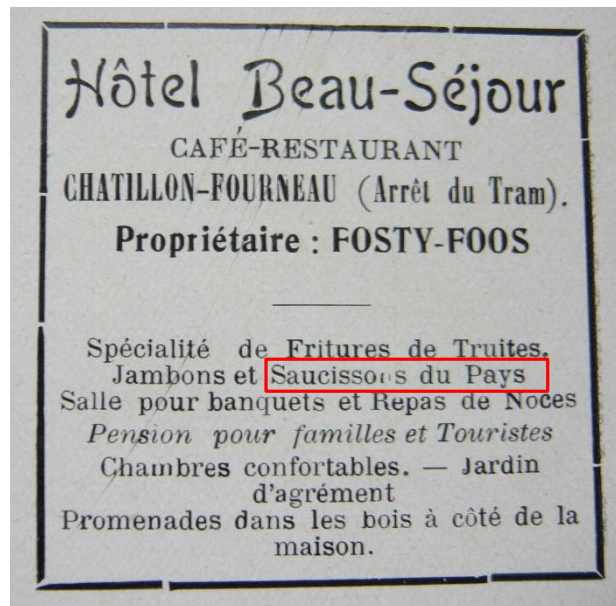 Hôtel Beau-Séjour
CAFÉ-RESTAURANT
CHATILLON-FOURNEAU (Arrêt du Tram).
Propriétaire : FOSTY-FOOS
Spécialité de Fritures de Truites.
Jambons et Saucissons du Pays
Salle pour banquets et Repas de Noces
Pension pour familles et Touristes
Chambres confortables. — Jardin
d'agrément
Promenades dans les bois à côté de la
maison.